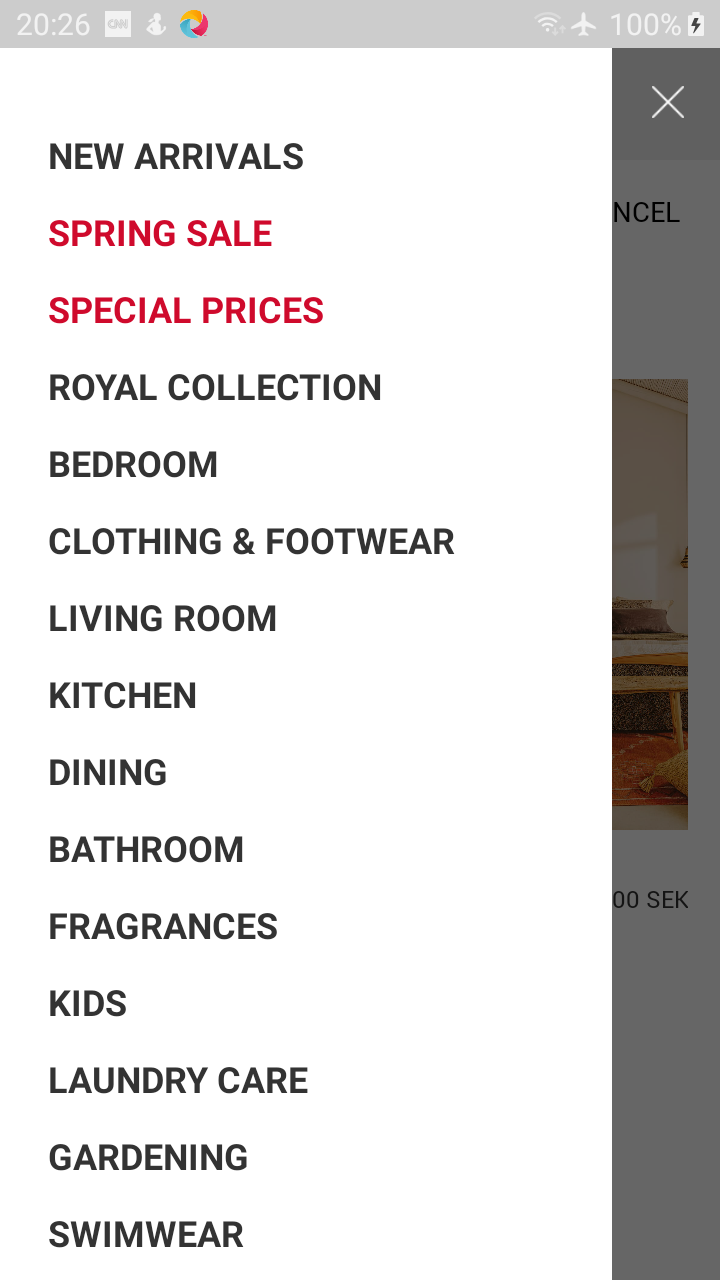 20:26 CNN 100%
NEW ARRIVALS
NCEL
SPRING SALE
SPECIAL PRICES
ROYAL COLLECTION
BEDROOM
CLOTHING & FOOTWEAR
LIVING ROOM
KITCHEN
DINING
BATHROOM
00 SEK
FRAGRANCES
KIDS
LAUNDRY CARE
GARDENING
SWIMWEAR